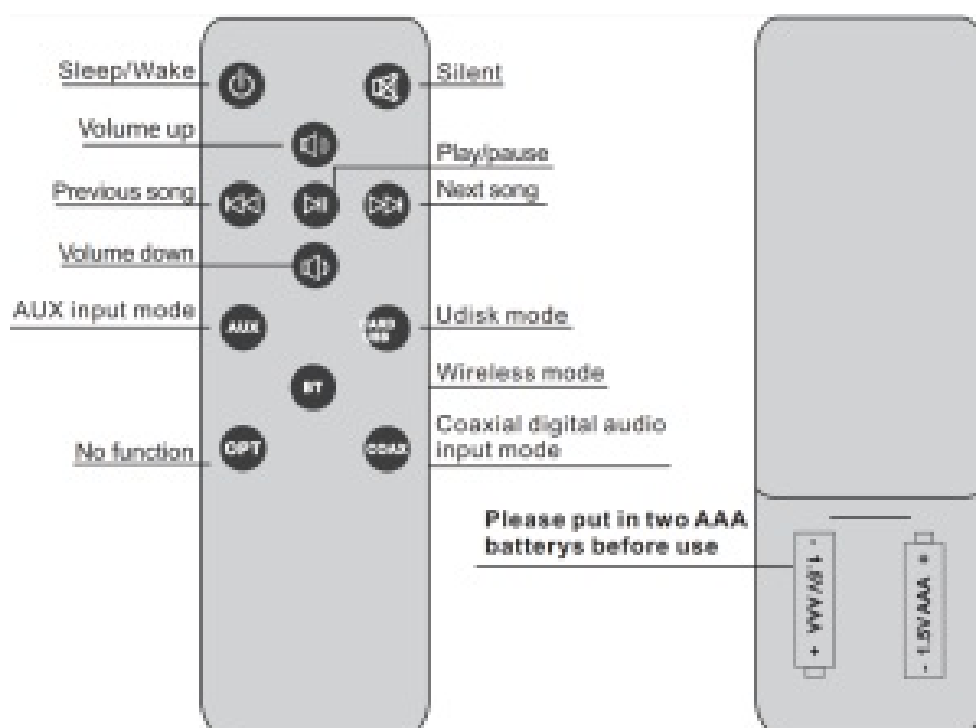 Sleep/Wake
Silent
Volume up
Play/pause
Previous song
Next song
Volume down
AUX input mode
AUX
Udisk mode
BT
Wireless mode
No function
OPT
COAX
Coaxial digital audio
input mode
Please put in two AAA
batterys before use
- 1.5V AAA +
- 1.5V AAA +